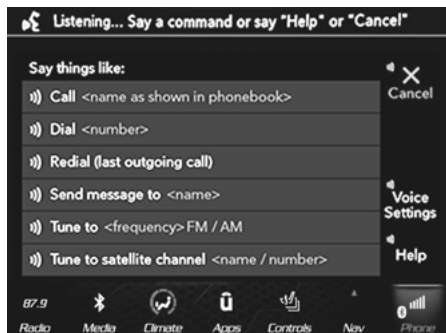 Listening... Say a command or say "Help" or "Cancel"
Say things like:
Call <name as shown in phonebook>
Dial <number>
Redial (last outgoing call)
Send message to <name>
Tune to <frequency> FM / AM
Tune to satellite channel <name / number>
Cancel
Voice
Settings
Help
87.9
Radio Media Climate Apps Controls Nav Phone